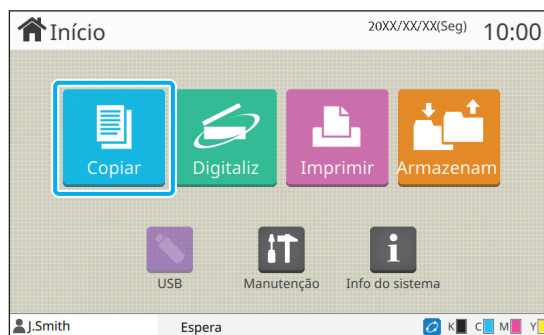 Início 20XX/XX/XX(Seg) 10:00
Copiar Digitaliz Imprimir Armazenam
USB Manutenção Info do sistema
J.Smith Espera K C M Y